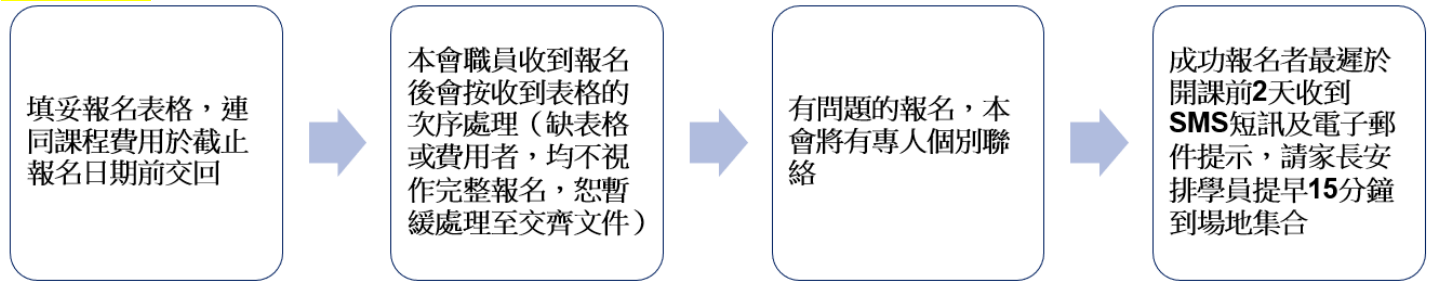 填妥報名表格，連
同課程費用於截止
報名日期前交回
本會職員收到報名
後會按收到表格的
次序處理（缺表格
或費用者，均不視
作完整報名，恕暫
緩處理至交齊文件）
有問題的報名，本
會將有專人個別聯
絡
成功報名者最遲於
開課前2天收到
SMS短訊及電子郵
件提示，請家長安
排學員提早15分鐘
到場地集合